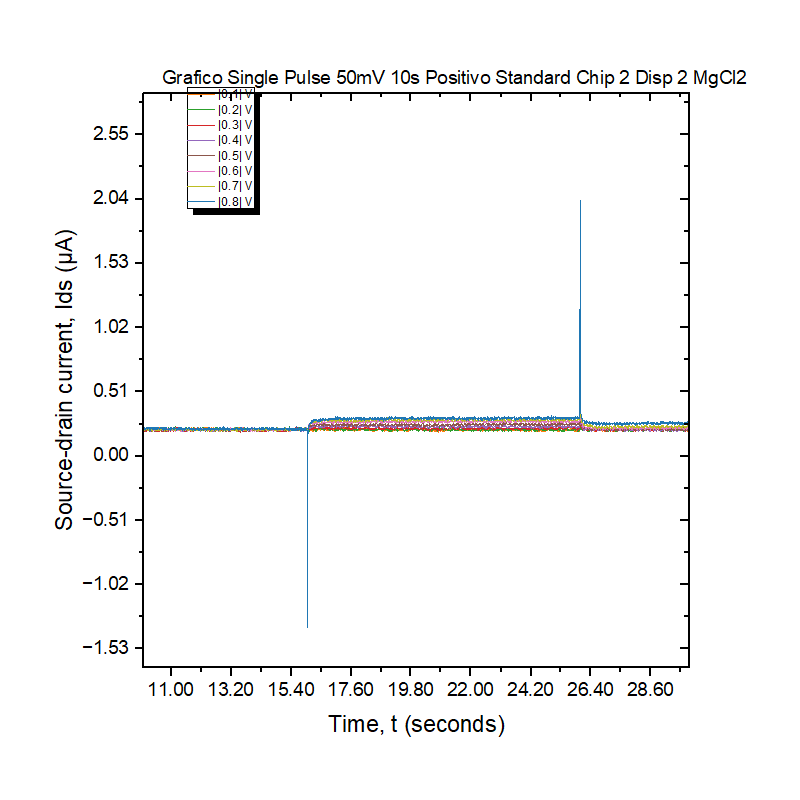 Grafico Single Pulse 50mV 10s Positivo Standard Chip 2 Disp 2 MgCl2
|0.1| V
|0.2| V
|0.3| V
|0.4| V
|0.5| V
|0.6| V
|0.7| V
|0.8| V
2.55
2.04
1.53
1.02
0.51
0.00
−0.51
−1.02
−1.53
Source-drain current, Ids (µA)
11.00 13.20 15.40 17.60 19.80 22.00 24.20 26.40 28.60
Time, t (seconds)